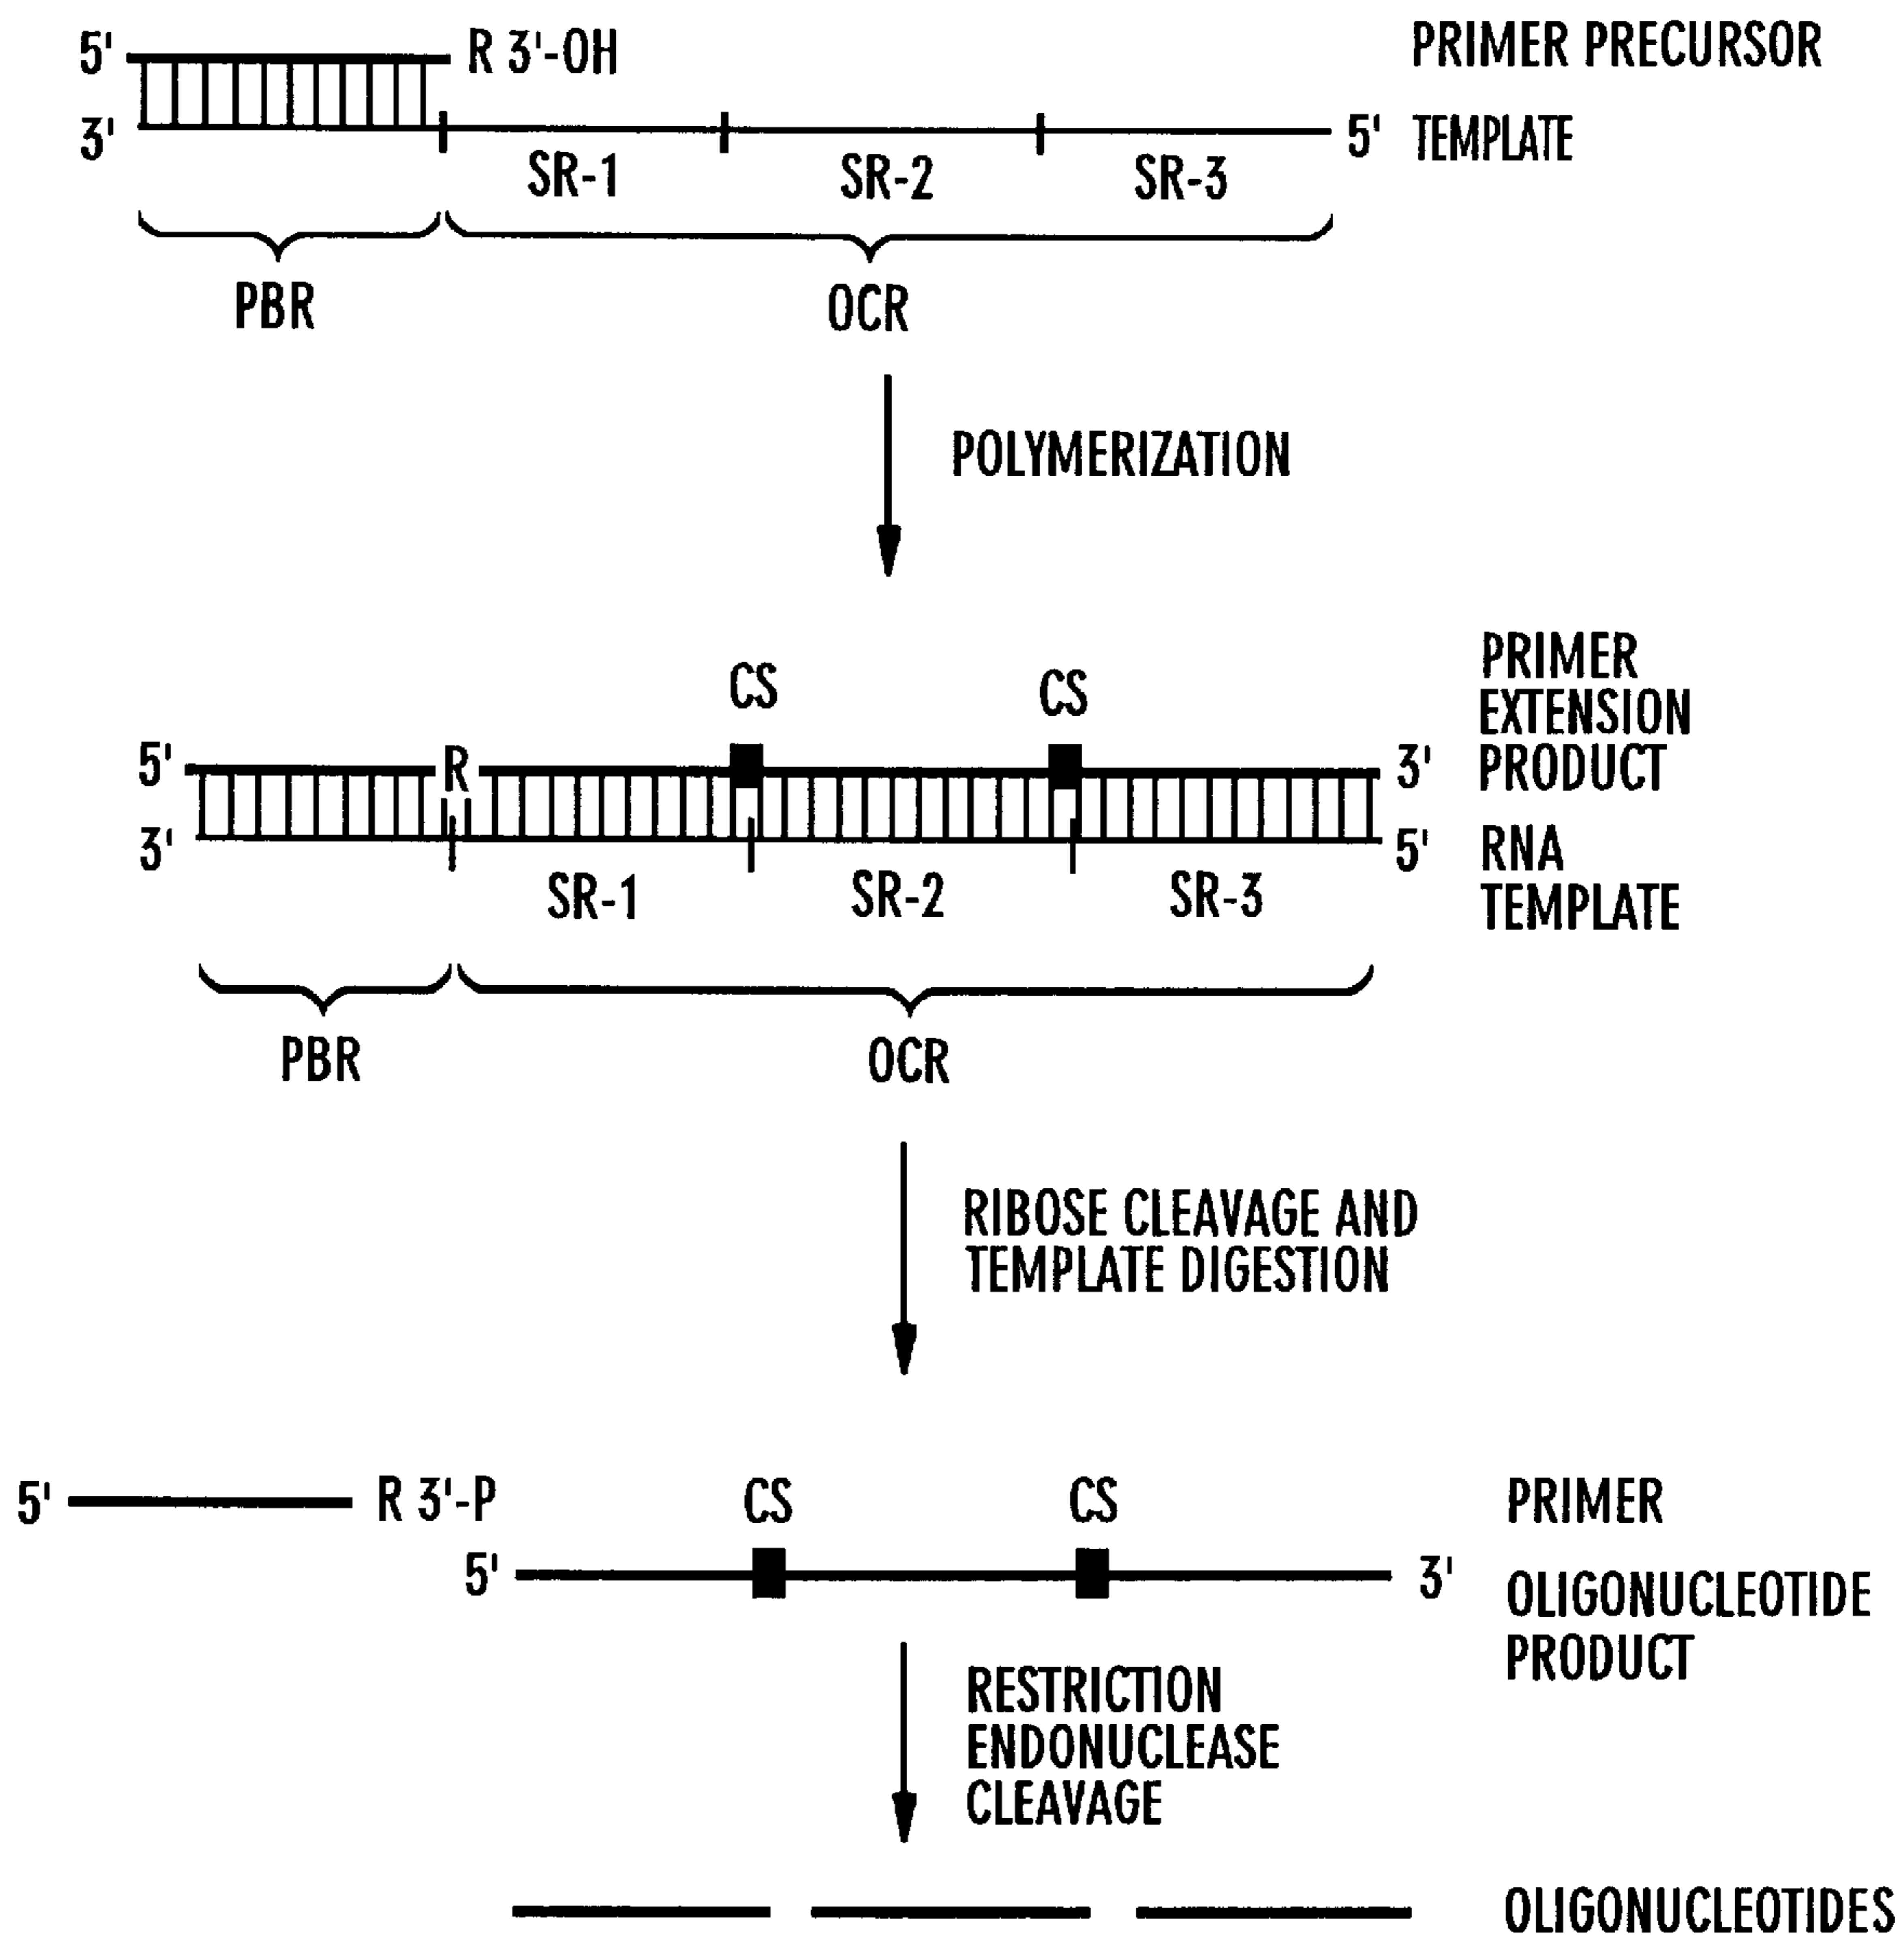 5' R 3'-OH PRIMER PRECURSOR
3' 5' TEMPLATE
SR-1 SR-2 SR-3
PBR OCR
POLYMERIZATION
CS CS
PRIMER
EXTENSION
5' R 3' PRODUCT
3' 5' RNA
TEMPLATE
SR-1 SR-2 SR-3
PBR OCR
RIBOSE CLEAVAGE AND
TEMPLATE DIGESTION
5' R 3'-P CS CS PRIMER
5' 3' OLIGONUCLEOTIDE
PRODUCT
RESTRICTION
ENDONUCLEASE
CLEAVAGE
OLIGONUCLEOTIDES